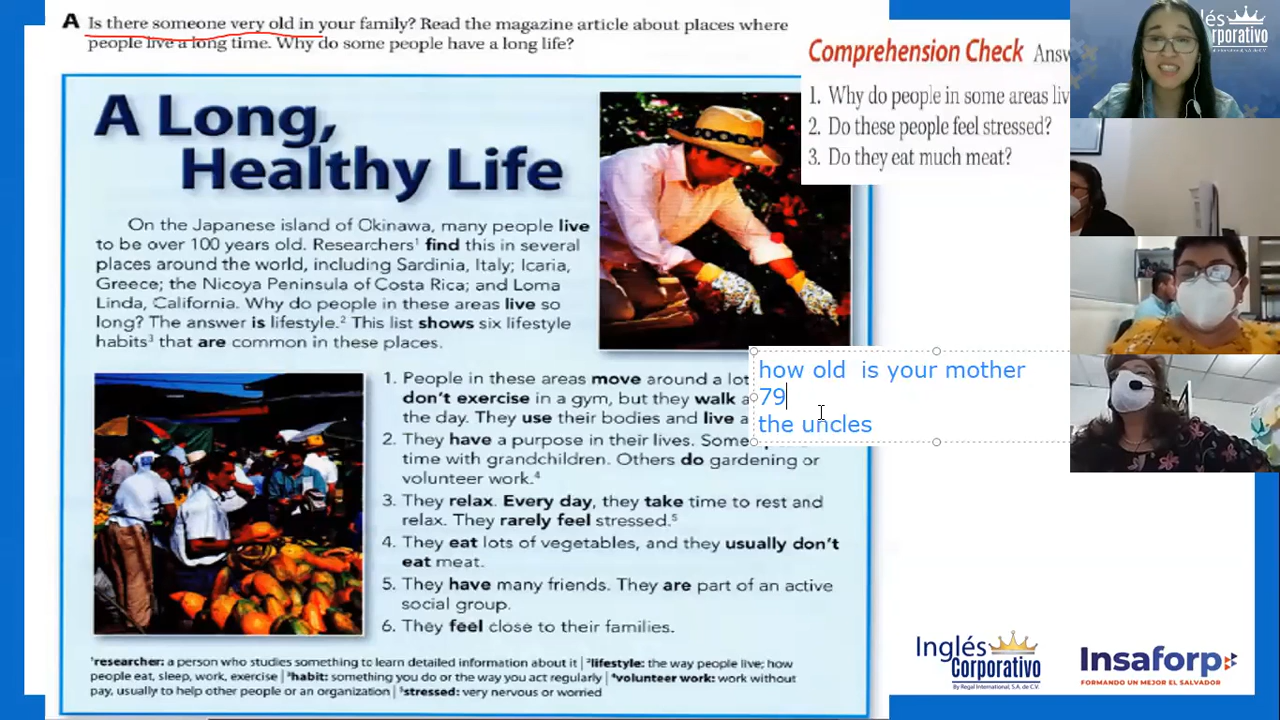 A Is there someone very old in your family? Read the magazine article about places where
people live a long time. Why do some people have a long life?
Comprehension Check Answ
1. Why do people in some areas liv
2. Do these people feel stressed?
3. Do they eat much meat?
A Long,
Healthy Life
On the Japanese island of Okinawa, many people live
to be over 100 years old. Researchers¹ find this in several
places around the world, including Sardinia, Italy; Icaria,
Greece; the Nicoya Peninsula of Costa Rica; and Loma
Linda, California. Why do people in these areas live so
long? The answer is lifestyle.² This list shows six lifestyle
habits³ that are common in these places.
1. People in these areas move around a lot
don't exercise in a gym, but they walk a
the day. They use their bodies and live a
2. They have a purpose in their lives. Some
time with grandchildren. Others do gardening or
volunteer work.⁴
3. They relax. Every day, they take time to rest and
relax. They rarely feel stressed.⁵
4. They eat lots of vegetables, and they usually don't
eat meat.
5. They have many friends. They are part of an active
social group.
6. They feel close to their families.
how old  is your mother
79
the uncles
¹researcher: a person who studies something to learn detailed information about it | ²lifestyle: the way people live; how
people eat, sleep, work, exercise | ³habit: something you do or the way you act regularly | ⁴volunteer work: work without
pay, usually to help other people or an organization | ⁵stressed: very nervous or worried
Inglés
Corporativo
By Regal International, S.A. de C.V.
Insaforp
FORMANDO UN MEJOR EL SALVADOR
glés
orporativo